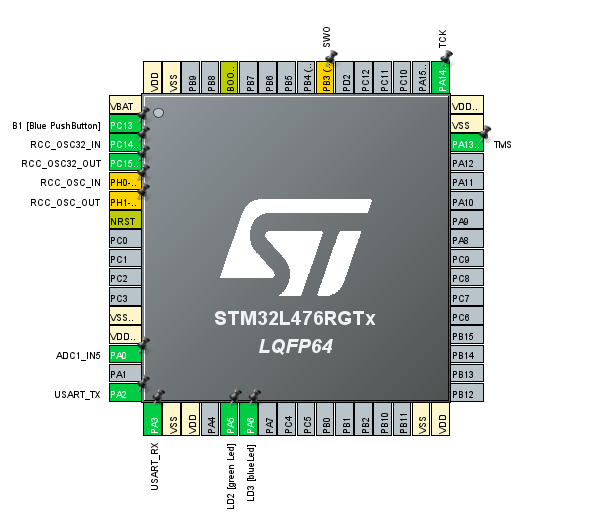 SWO
TCK
VDD
VSS
PB9
PB8
BOO..
PB7
PB6
PB5
PB4 (..
PB3 (..
PD2
PC12
PC11
PC10
PA15..
PA14..
VBAT
B1 [Blue PushButton] PC13
RCC_OSC32_IN PC14..
RCC_OSC32_OUT PC15..
RCC_OSC_IN PH0-..
RCC_OSC_OUT PH1-..
NRST
PC0
PC1
PC2
PC3
VSS..
VDD..
ADC1_IN5 PA0
PA1
USART_TX PA2
ST
STM32L476RGTx
LQFP64
VDD..
VSS
PA13.. TMS
PA12
PA11
PA10
PA9
PA8
PC9
PC8
PC7
PC6
PB15
PB14
PB13
PB12
PA3
VSS
VDD
PA4
PA5
PA6
PA7
PC4
PC5
PB0
PB1
PB2
PB10
PB11
VSS
VDD
USART_RX
LD2 [green Led]
LD3 [blueLed]